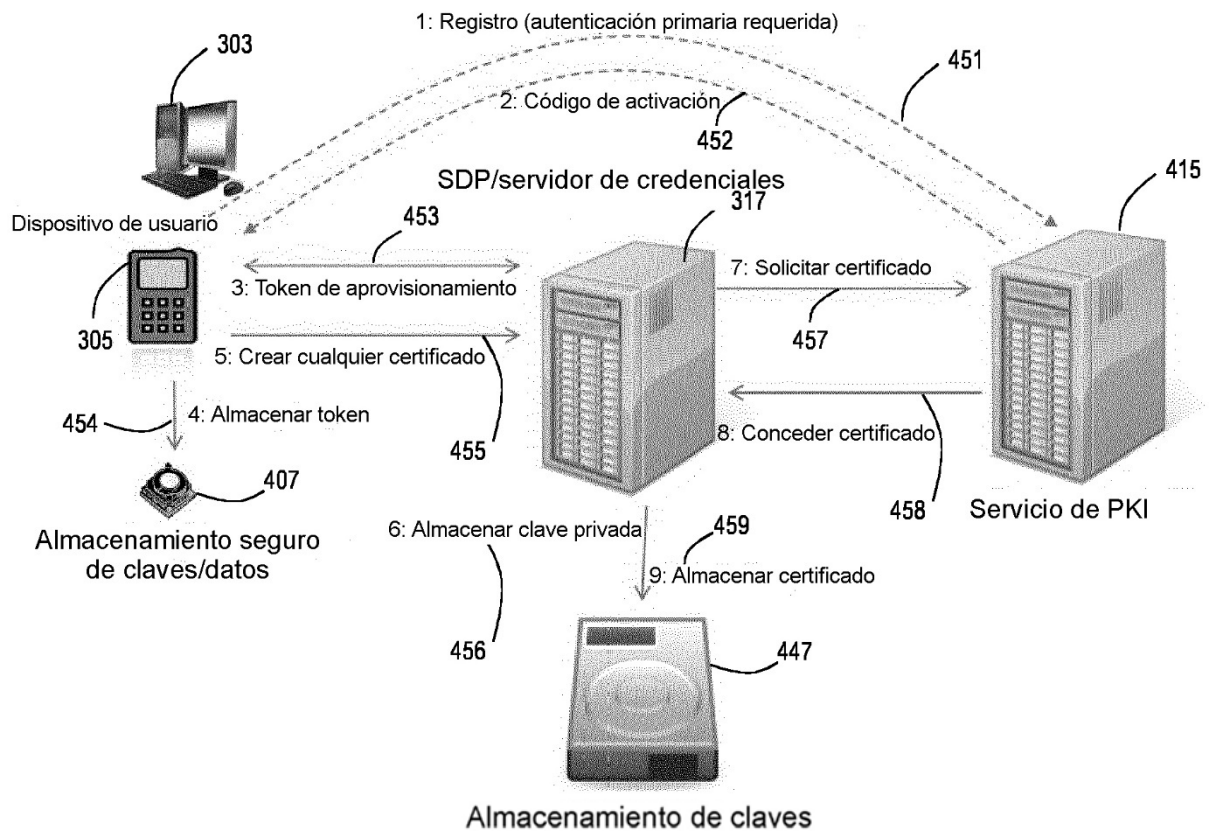 1: Registro (autenticación primaria requerida)
303
451
2: Código de activación
452
415
SDP/servidor de credenciales
317
Dispositivo de usuario
453
7: Solicitar certificado
3: Token de aprovisionamiento
457
305
5: Crear cualquier certificado
454
4: Almacenar token
455
8: Conceder certificado
407
458
Servicio de PKI
Almacenamiento seguro
de claves/datos
6: Almacenar clave privada
459
9: Almacenar certificado
456
447
Almacenamiento de claves